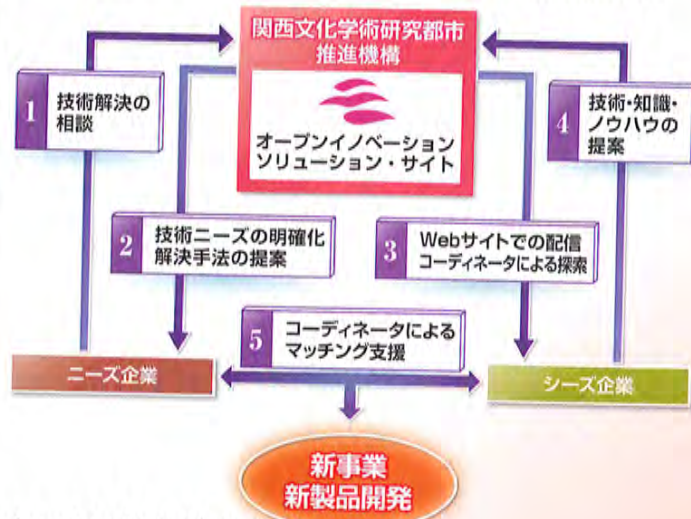 関西文化学術研究都市
推進機構
オープンイノベーション
ソリューション・サイト
1 技術解決の
相談
2 技術ニーズの明確化
解決手法の提案
3 Webサイトでの配信
コーディネータによる探索
4 技術・知識・
ノウハウの
提案
5 コーディネータによる
マッチング支援
ニーズ企業
シーズ企業
新事業
新製品開発